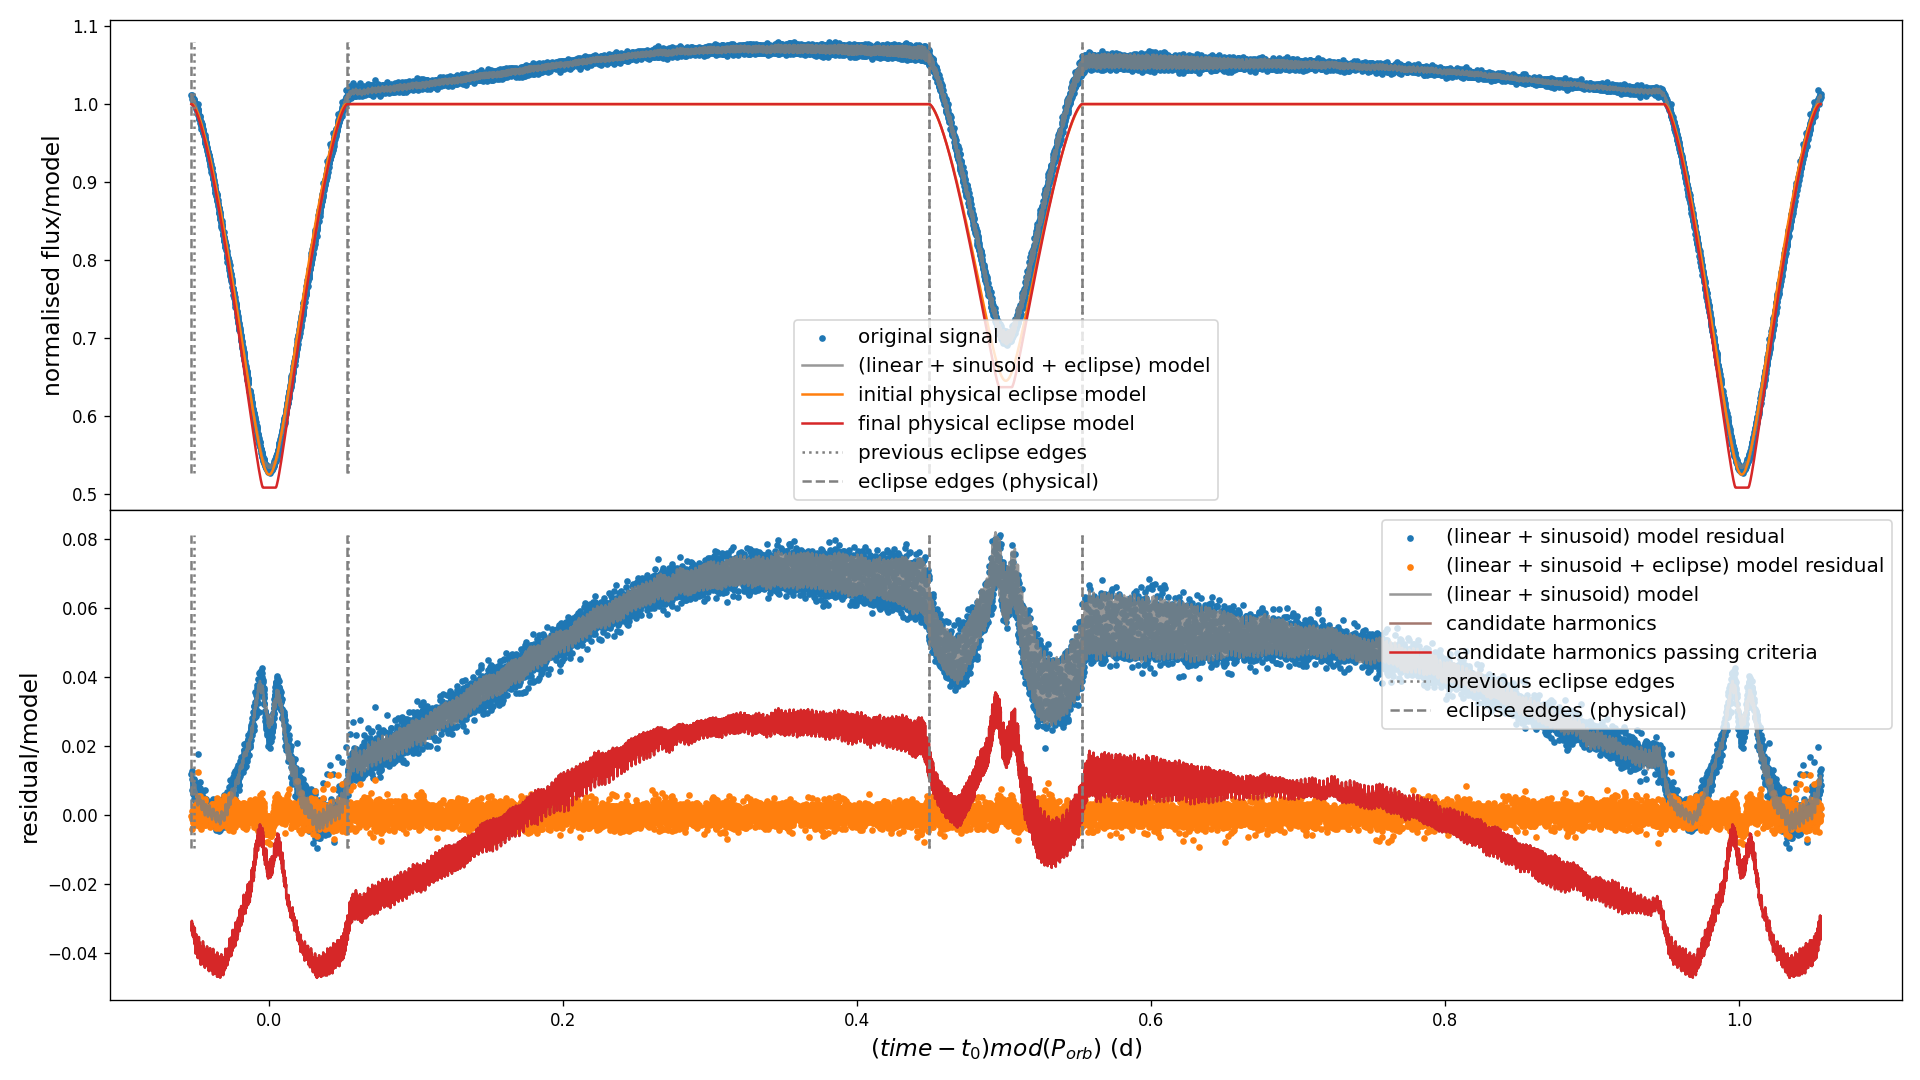 1.1
1.0
0.9
0.8
0.7
0.6
0.5
normalised flux/model
original signal
(linear + sinusoid + eclipse) model
initial physical eclipse model
final physical eclipse model
previous eclipse edges
eclipse edges (physical)
0.08
0.06
0.04
0.02
0.00
−0.02
−0.04
residual/model
(linear + sinusoid) model residual
(linear + sinusoid + eclipse) model residual
(linear + sinusoid) model
candidate harmonics
candidate harmonics passing criteria
previous eclipse edges
eclipse edges (physical)
0.0 0.2 0.4 0.6 0.8 1.0
(time − t₀)mod(Pₒᵣb) (d)